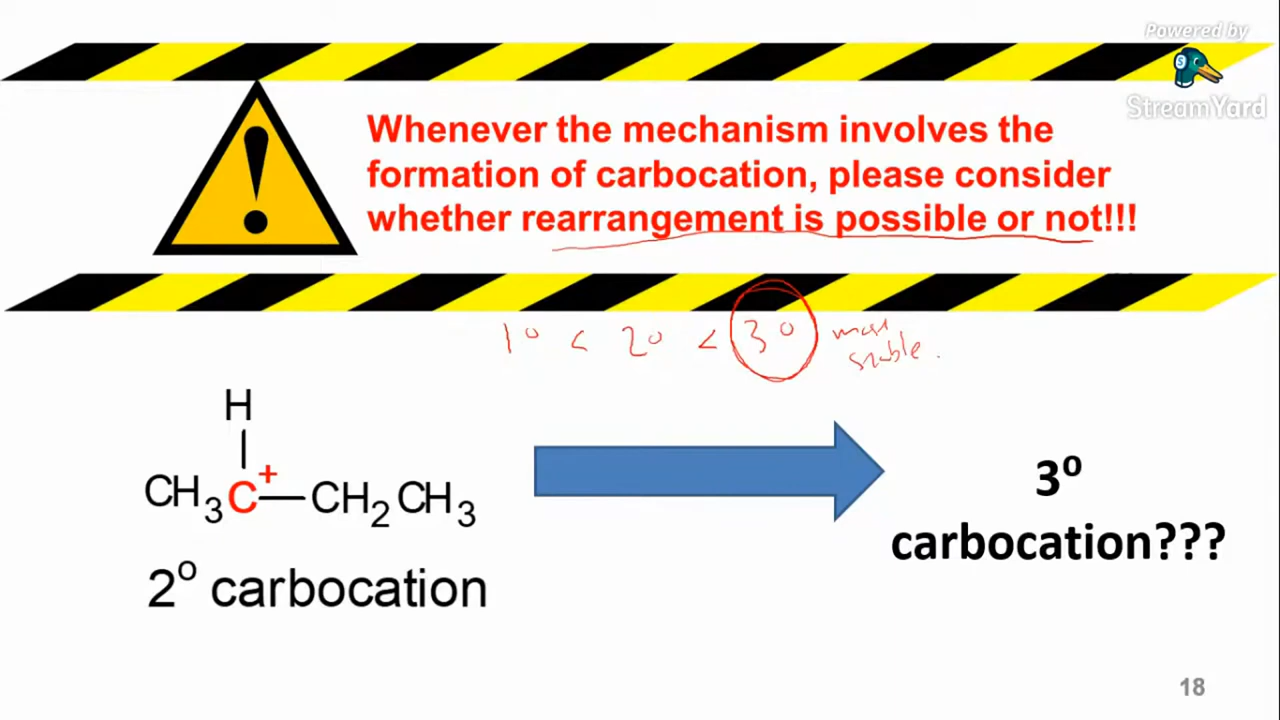 Powered by
StreamYard
Whenever the mechanism involves the
formation of carbocation, please consider
whether rearrangement is possible or not!!!
1° < 2° < 3° most
stable.
H
CH₃C⁺—CH₂CH₃
2° carbocation
3°
carbocation???
18